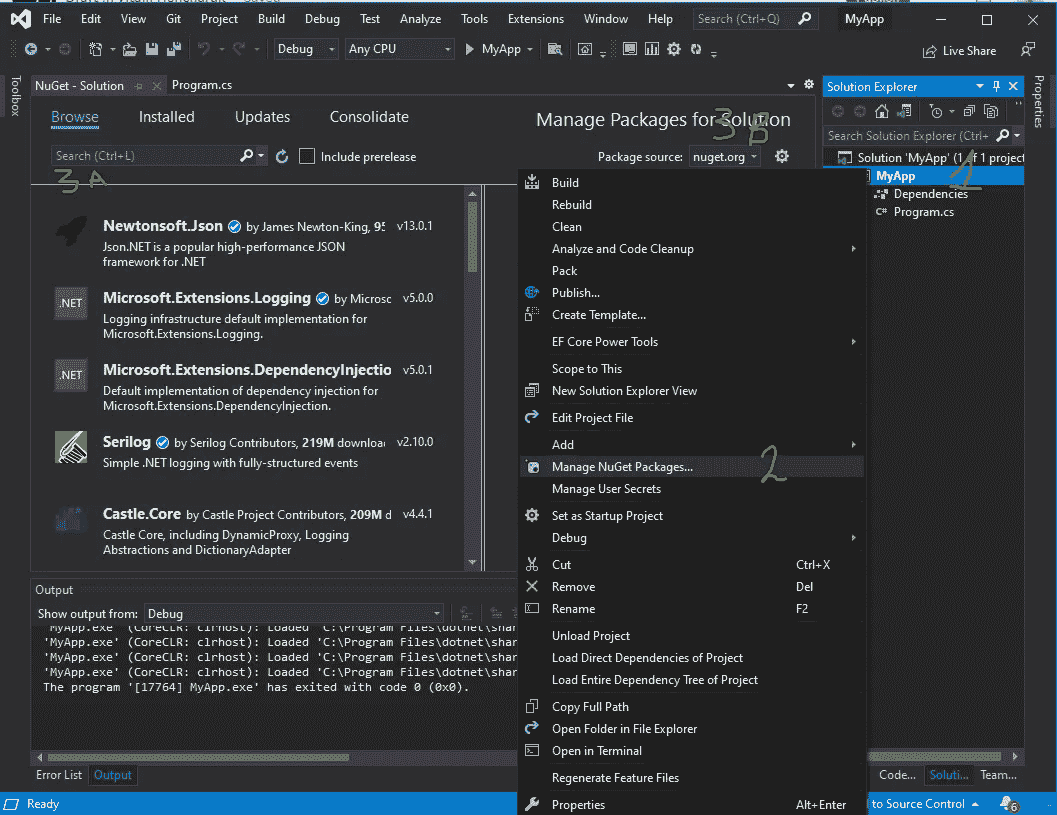 File Edit View Git Project Build Debug Test Analyze Tools Extensions Window Help Search (Ctrl+Q) MyApp
Debug Any CPU MyApp Live Share
Toolbox
NuGet - Solution Program.cs
Browse Installed Updates Consolidate
Manage Packages for Solution
3 B
Search (Ctrl+L) Include prerelease Package source: nuget.org
3 A
Newtonsoft.Json by James Newton-King, 95 v13.0.1
Json.NET is a popular high-performance JSON
framework for .NET
.NET Microsoft.Extensions.Logging by Microsc v5.0.0
Logging infrastructure default implementation for
Microsoft.Extensions.Logging.
.NET Microsoft.Extensions.DependencyInjectio v5.0.1
Default implementation of dependency injection for
Microsoft.Extensions.DependencyInjection.
Serilog by Serilog Contributors, 219M downloa v2.10.0
Simple .NET logging with fully-structured events
Castle.Core by Castle Project Contributors, 209M d v4.4.1
Castle Core, including DynamicProxy, Logging
Abstractions and DictionaryAdapter
Output
Show output from: Debug
'MyApp.exe' (CoreCLR: clrhost): Loaded 'C:\Program Files\dotnet\shar
'MyApp.exe' (CoreCLR: clrhost): Loaded 'C:\Program Files\dotnet\shar
'MyApp.exe' (CoreCLR: clrhost): Loaded 'C:\Program Files\dotnet\shar
'MyApp.exe' (CoreCLR: clrhost): Loaded 'C:\Program Files\dotnet\shar
The program '[17764] MyApp.exe' has exited with code 0 (0x0).
Error List Output
Ready
Build
Rebuild
Clean
Analyze and Code Cleanup
Pack
Publish...
Create Template...
EF Core Power Tools
Scope to This
New Solution Explorer View
Edit Project File
Add
Manage NuGet Packages...
2
Manage User Secrets
Set as Startup Project
Debug
Cut Ctrl+X
Remove Del
Rename F2
Unload Project
Load Direct Dependencies of Project
Load Entire Dependency Tree of Project
Copy Full Path
Open Folder in File Explorer
Open in Terminal
Regenerate Feature Files
Properties Alt+Enter
Solution Explorer
Search Solution Explorer (Ctrl+
Solution 'MyApp' (1 of 1 project
MyApp
1
Dependencies
Program.cs
Properties
Code... Soluti... Team...
to Source Control 6